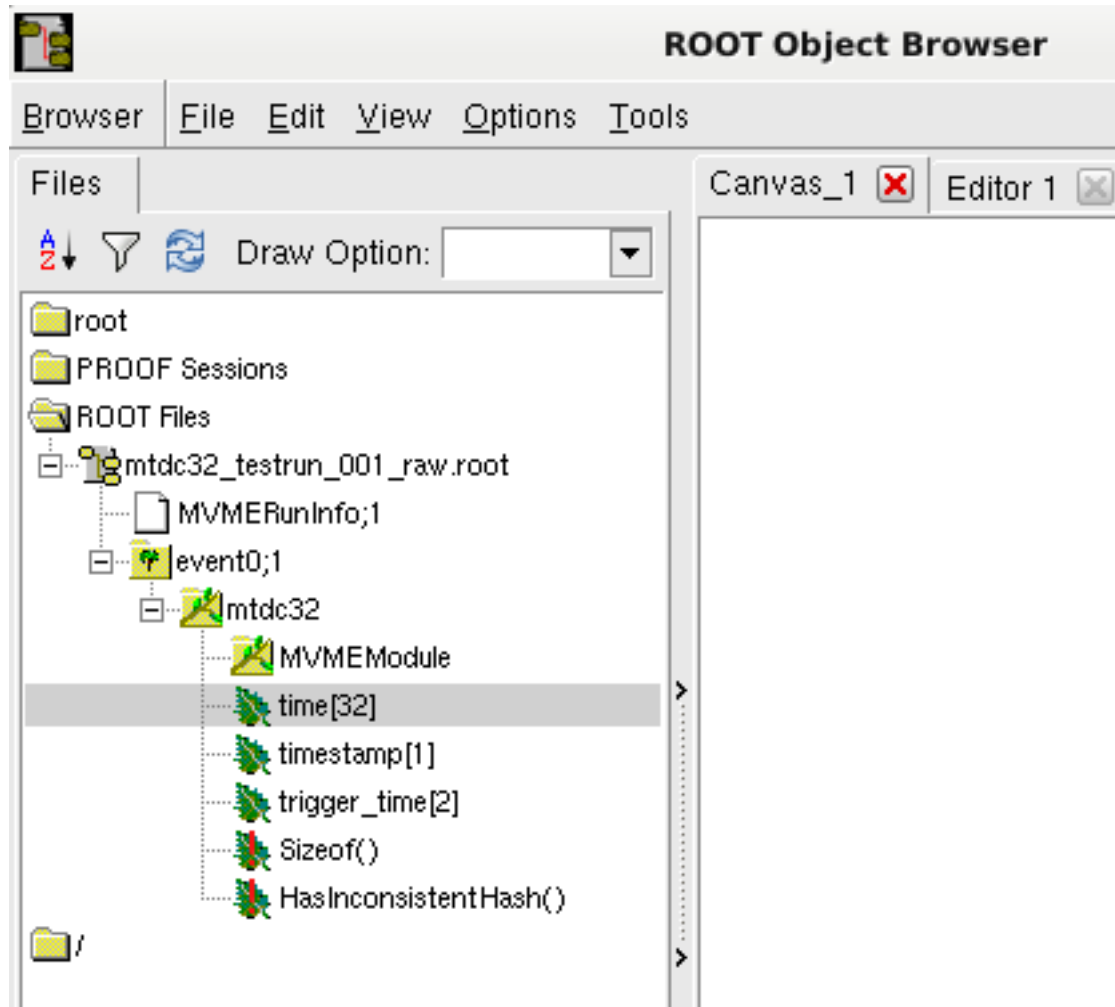 ROOT Object Browser
Browser File Edit View Options Tools
Files
Canvas_1 Editor 1
A Z Draw Option:
root
PROOF Sessions
ROOT Files
mtdc32_testrun_001_raw.root
MVMERunInfo;1
event0;1
mtdc32
MVMEModule
time[32]
timestamp[1]
trigger_time[2]
Sizeof()
HasInconsistentHash()
/